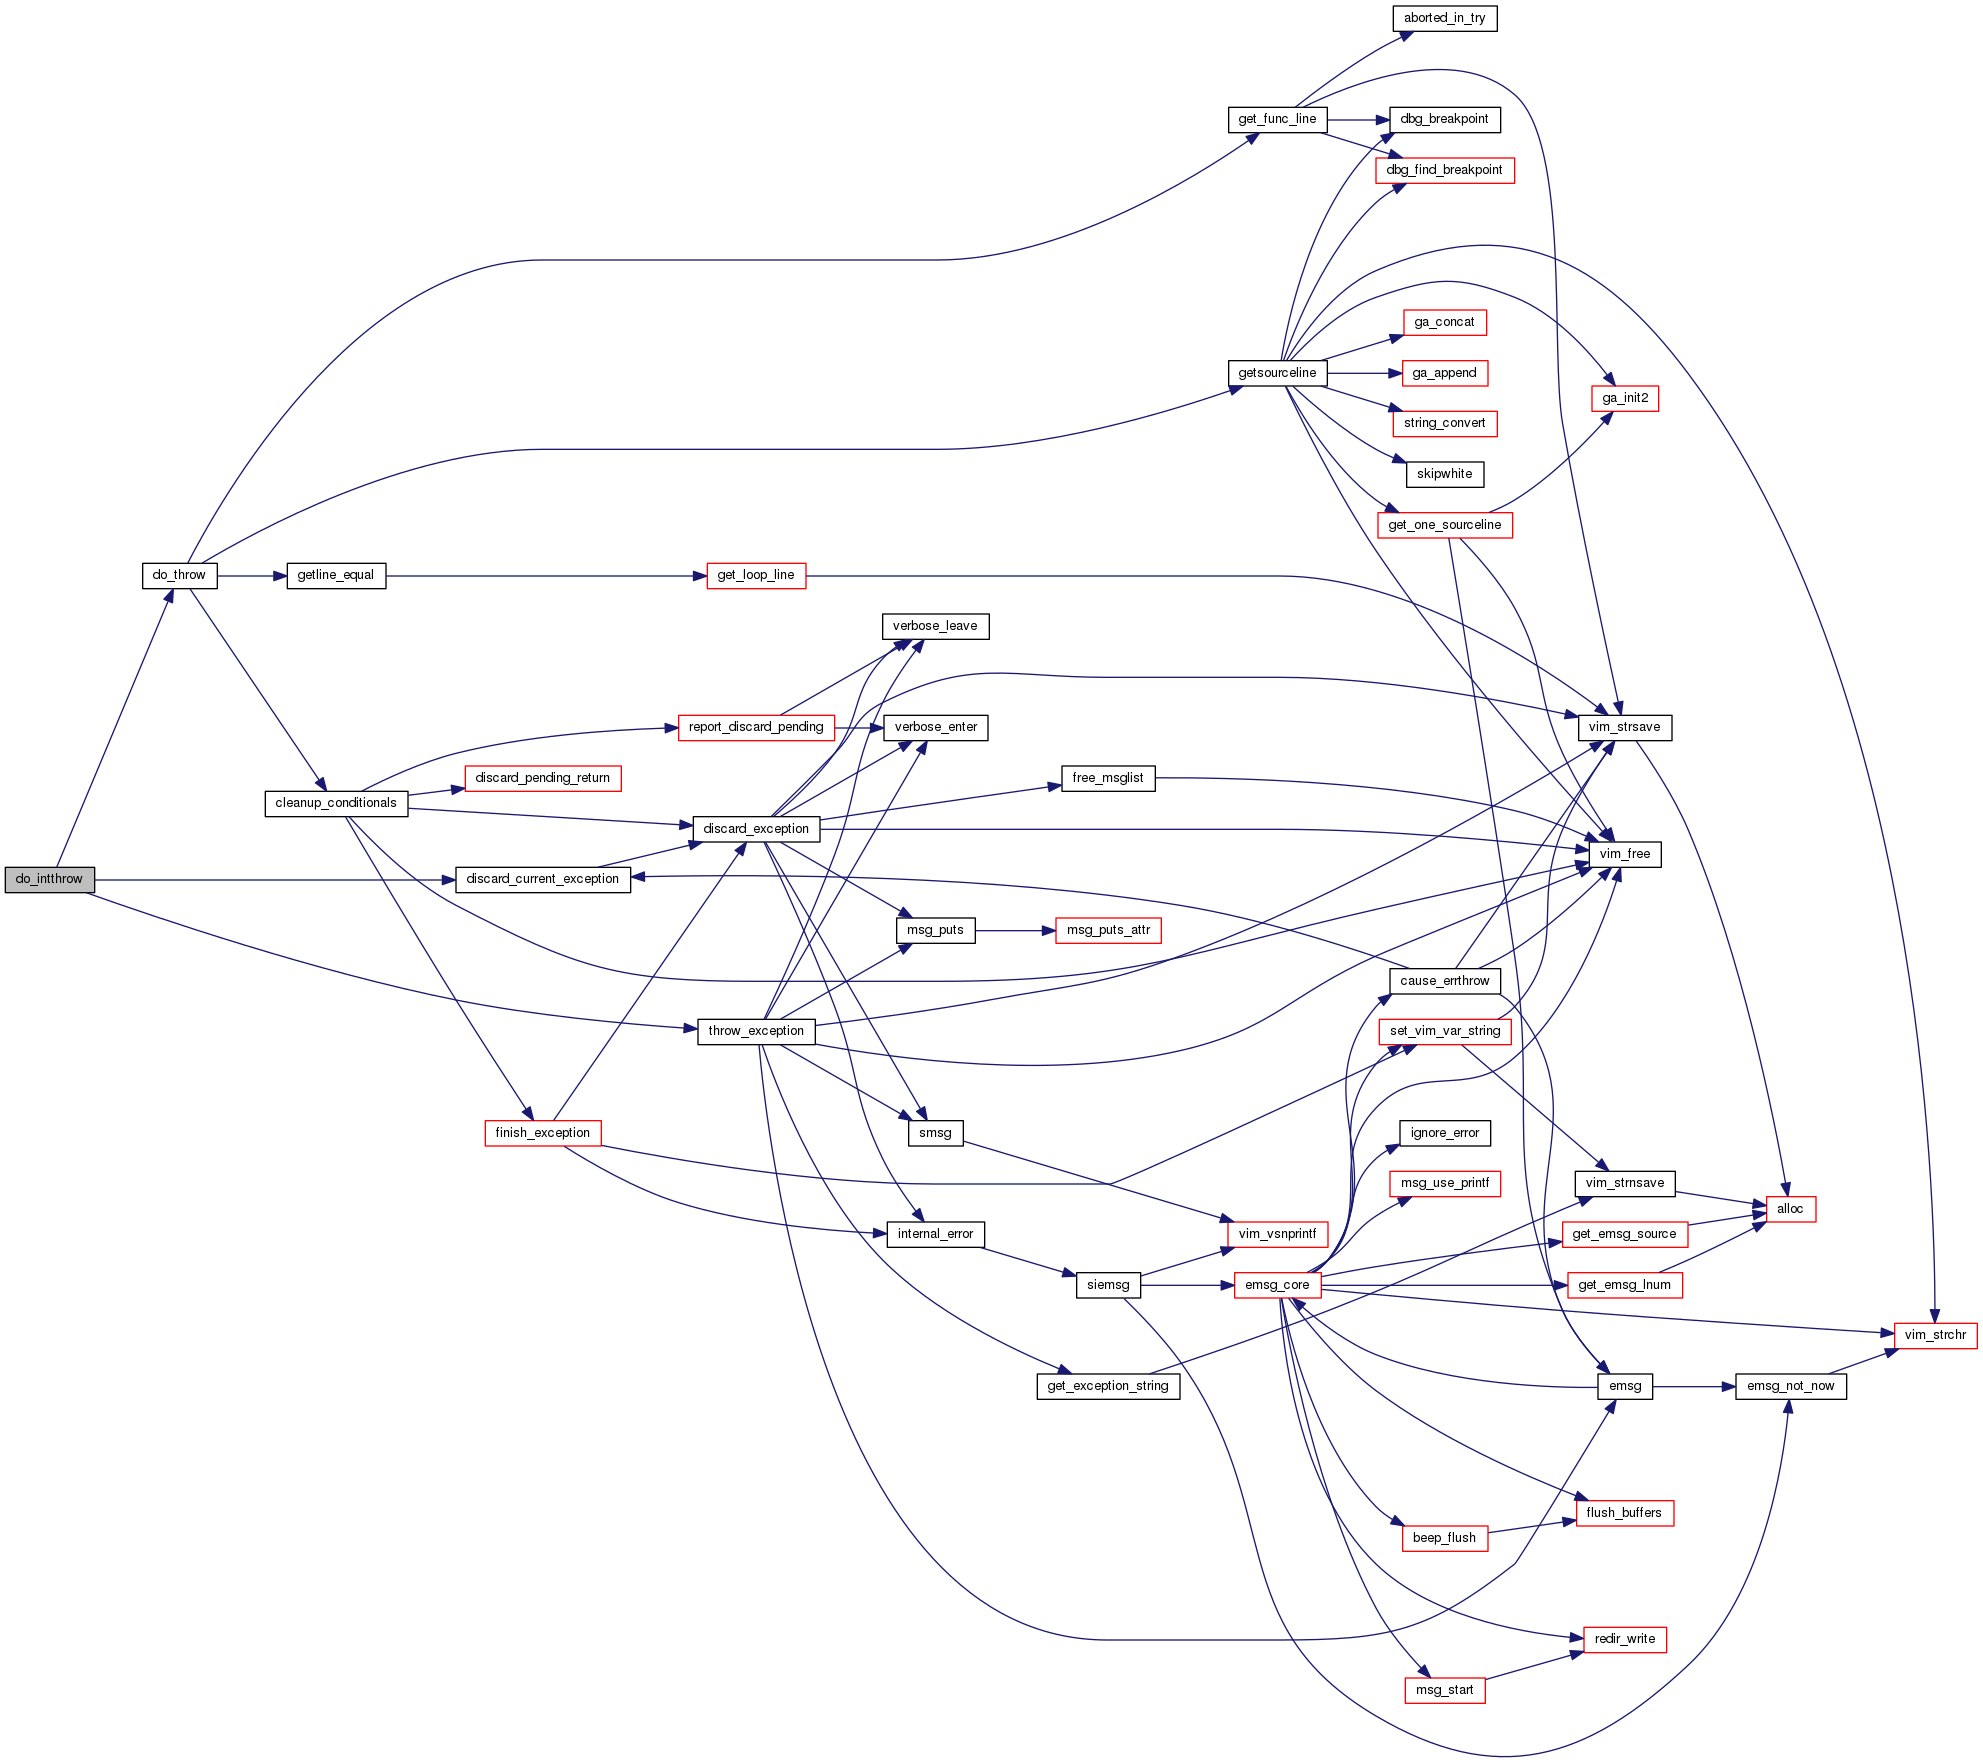 aborted_in_try
get_func_line
dbg_breakpoint
dbg_find_breakpoint
ga_concat
getsourceline
ga_append
ga_init2
string_convert
skipwhite
get_one_sourceline
do_throw
getline_equal
get_loop_line
verbose_leave
report_discard_pending
verbose_enter
vim_strsave
discard_pending_return
free_msglist
cleanup_conditionals
discard_exception
vim_free
do_intthrow
discard_current_exception
msg_puts
msg_puts_attr
cause_errthrow
throw_exception
set_vim_var_string
finish_exception
smsg
ignore_error
msg_use_printf
vim_strnsave
alloc
internal_error
vim_vsnprintf
get_emsg_source
siemsg
emsg_core
get_emsg_lnum
vim_strchr
get_exception_string
emsg
emsg_not_now
flush_buffers
beep_flush
redir_write
msg_start